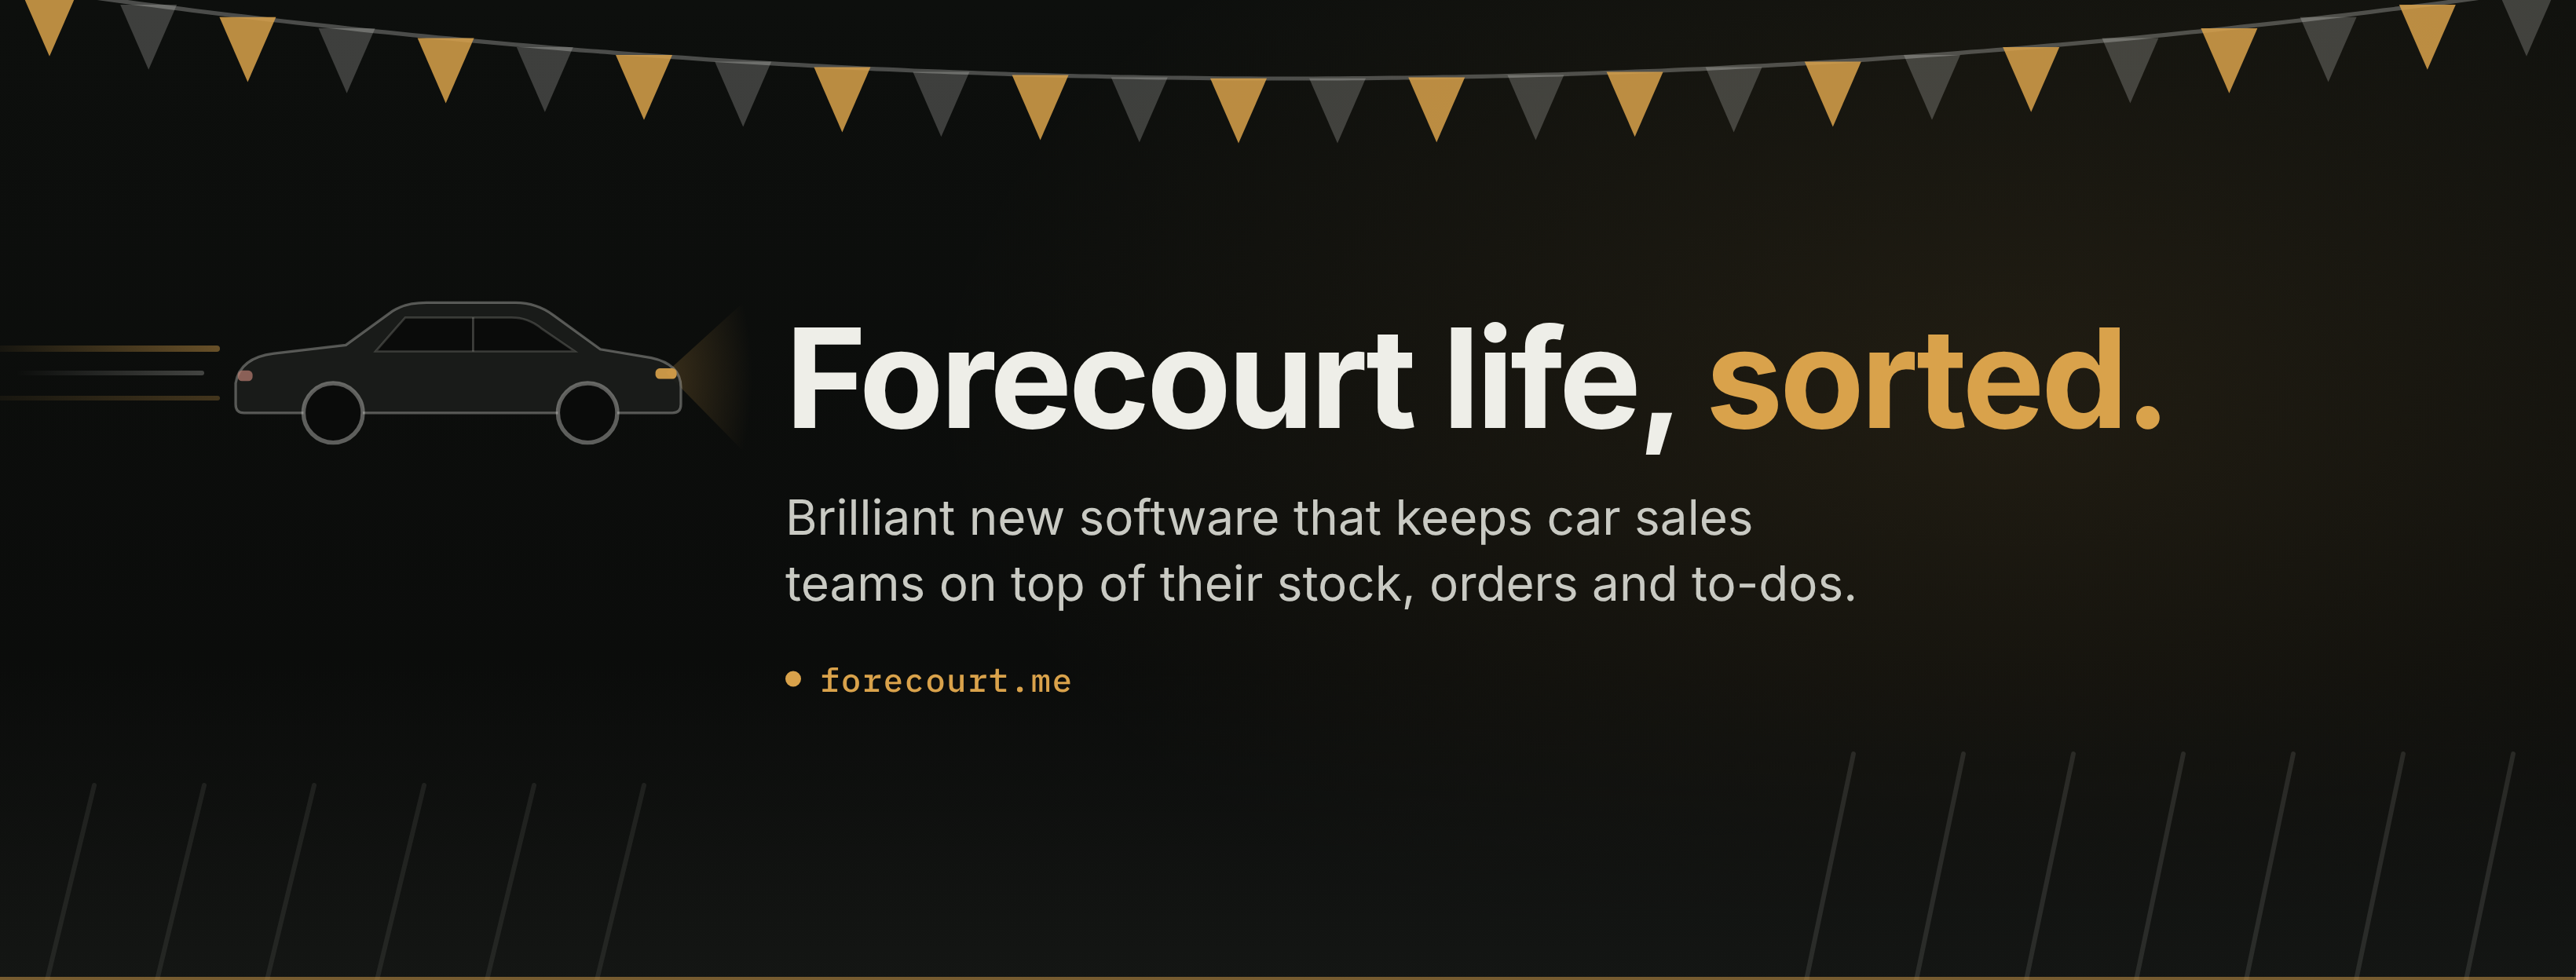 Forecourt life, sorted.
Brilliant new software that keeps car sales
teams on top of their stock, orders and to-dos.
forecourt.me